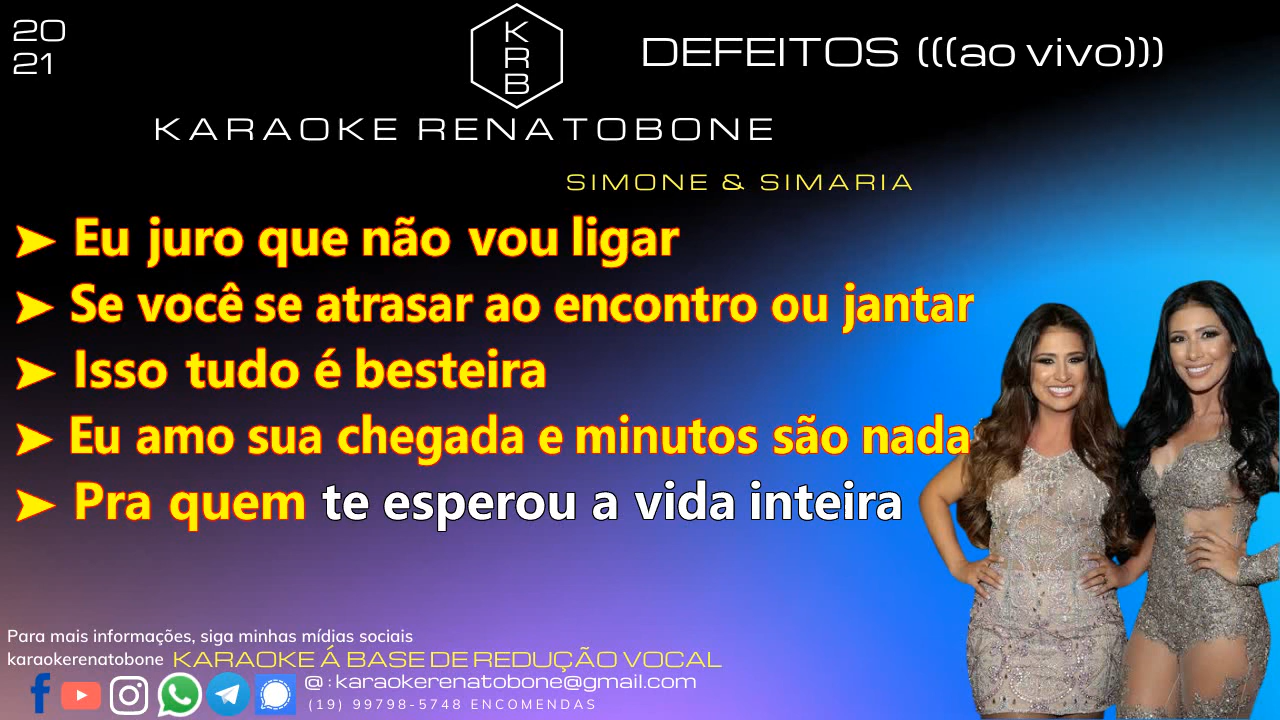 20
21
K
R
B
DEFEITOS (((ao vivo)))
KARAOKE RENATOBONE
SIMONE & SIMARIA
➤ Eu juro que não vou ligar
➤ Se você se atrasar ao encontro ou jantar
➤ Isso tudo é besteira
➤ Eu amo sua chegada e minutos são nada
➤ Pra quem te esperou a vida inteira
Para mais informações, siga minhas mídias sociais
karaokerenatobone KARAOKE Á BASE DE REDUÇÃO VOCAL
@ : karaokerenatobone@gmail.com
(19) 99798-5748 ENCOMENDAS